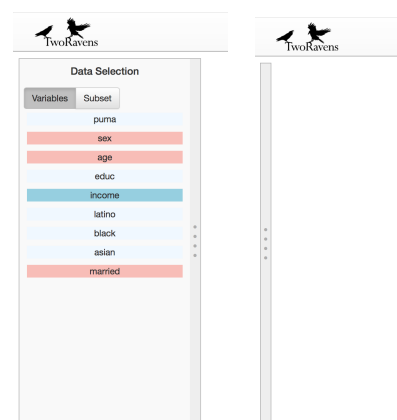 TwoRavens
Data Selection
Variables Subset
puma
sex
age
educ
income
latino
black
asian
married
TwoRavens